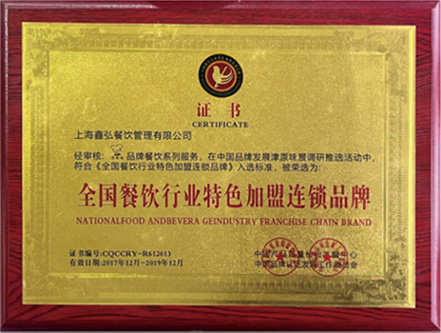 证书
CERTIFICATE
上海鑫弘餐饮管理有限公司
经审核: 品牌餐饮系列服务, 在中国品牌发展津原味景调研推选活动中,
符合《全国餐饮行业特色加盟连锁品牌》入选标准, 被荣选为:
全国餐饮行业特色加盟连锁品牌
NATIONALFOOD ANDBEVERA GEINDUSTRY FRANCHISE CHAIN BRAND
证书编号:CQCCRY-R612613
有效日期:2017年12月-2019年12月